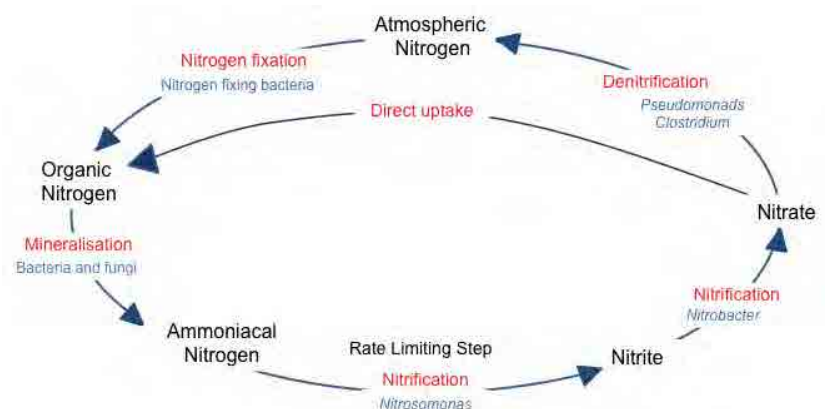 Atmospheric
Nitrogen
Nitrogen fixation
Nitrogen fixing bacteria
Denitrification
Pseudomonads
Clostridium
Direct uptake
Organic
Nitrogen
Nitrate
Mineralisation
Bacteria and fungi
Nitrification
Nitrobacter
Ammoniacal
Nitrogen
Rate Limiting Step
Nitrite
Nitrification
Nitrosomonas